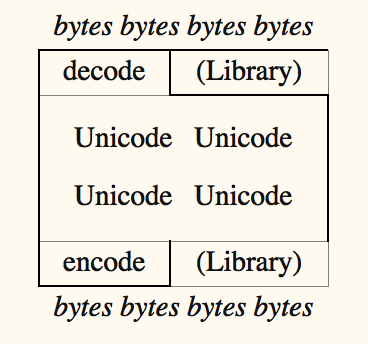 bytes bytes bytes bytes
decode (Library)
Unicode Unicode
Unicode Unicode
encode (Library)
bytes bytes bytes bytes